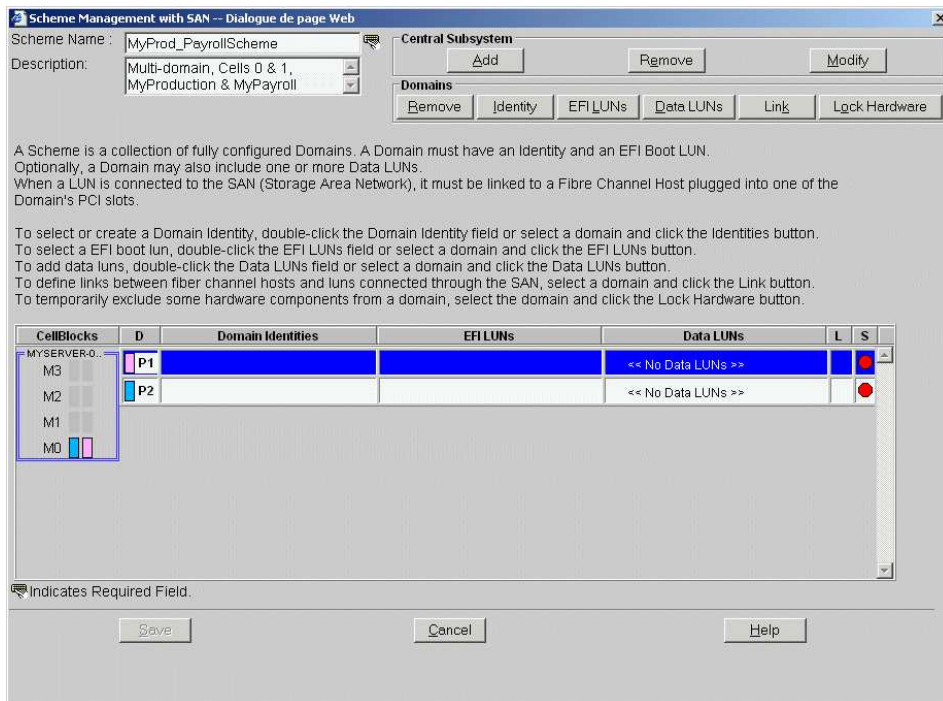 Scheme Management with SAN -- Dialogue de page Web
Scheme Name :
MyProd_PayrollScheme
Description:
Multi-domain, Cells 0 & 1,
MyProduction & MyPayroll
Central Subsystem
Add
Remove
Modify
Domains
Remove
Identity
EFI LUNs
Data LUNs
Link
Lock Hardware
A Scheme is a collection of fully configured Domains. A Domain must have an Identity and an EFI Boot LUN.
Optionally, a Domain may also include one or more Data LUNs.
When a LUN is connected to the SAN (Storage Area Network), it must be linked to a Fibre Channel Host plugged into one of the
Domain's PCI slots.
To select or create a Domain Identity, double-click the Domain Identity field or select a domain and click the Identities button.
To select a EFI boot lun, double-click the EFI LUNs field or select a domain and click the EFI LUNs button.
To add data luns, double-click the Data LUNs field or select a domain and click the Data LUNs button.
To define links between fiber channel hosts and luns connected through the SAN, select a domain and click the Link button.
To temporarily exclude some hardware components from a domain, select the domain and click the Lock Hardware button.
CellBlocks D Domain Identities EFI LUNs Data LUNs L S
MYSERVER-0..
P1 << No Data LUNs >>
M3
P2 << No Data LUNs >>
M2
M1
M0
Indicates Required Field.
Save
Cancel
Help